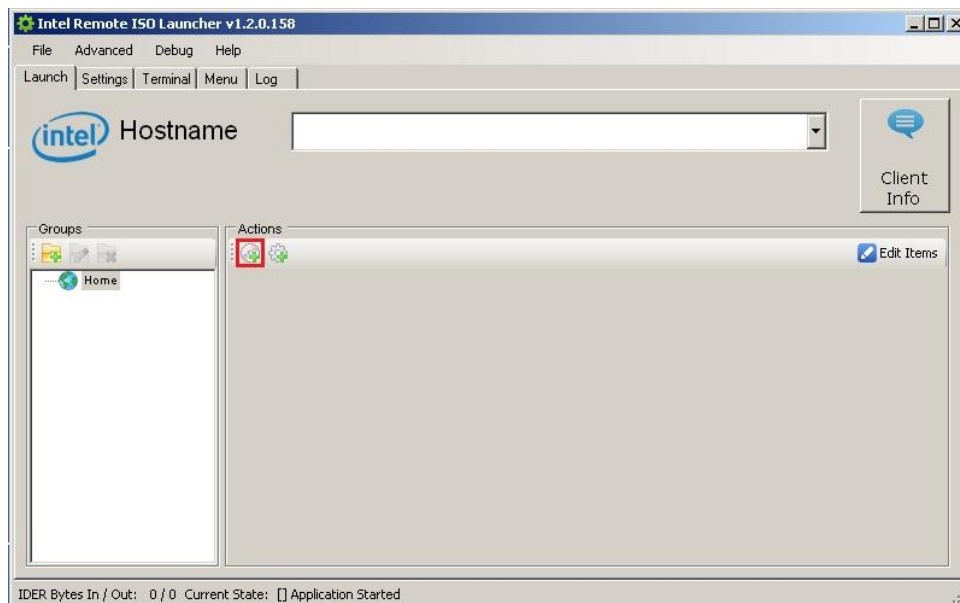 Intel Remote ISO Launcher v1.2.0.158
File Advanced Debug Help
Launch Settings Terminal Menu Log
intel Hostname
Client
Info
Groups
Actions
Edit Items
Home
IDER Bytes In / Out: 0 / 0 Current State: [] Application Started